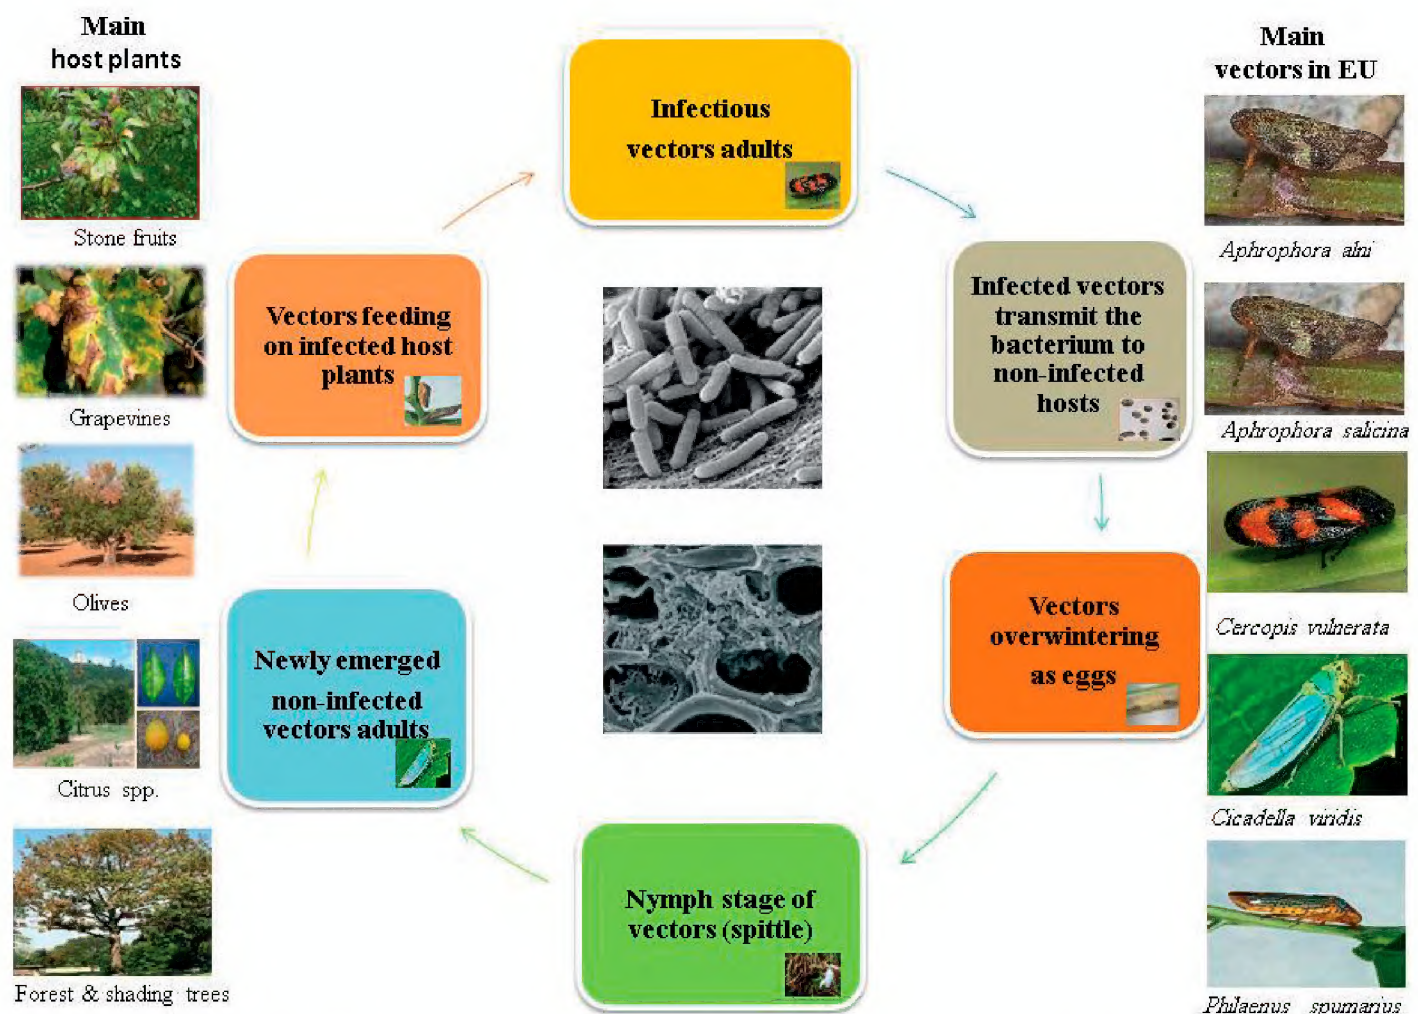 Main
host plants
Stone fruits
Grapevines
Olives
Citrus spp.
Forest & shading trees
Infectious
vectors adults
Infected vectors
transmit the
bacterium to
non-infected
hosts
Vectors
overwintering
as eggs
Nymph stage of
vectors (spittle)
Newly emerged
non-infected
vectors adults
Vectors feeding
on infected host
plants
Main
vectors in EU
Aphrophora alni
Aphrophora salicina
Cercopis vulnerata
Cicadella viridis
Philaenus spumarius